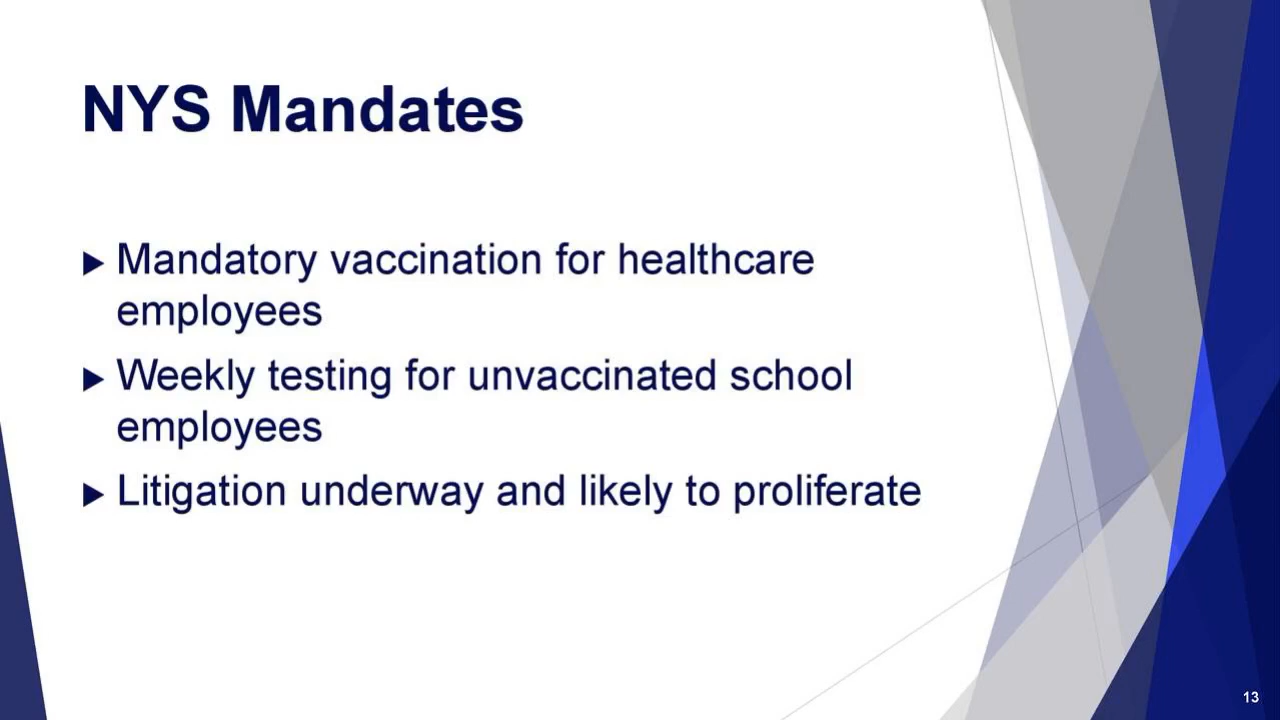 NYS Mandates
Mandatory vaccination for healthcare
employees
Weekly testing for unvaccinated school
employees
Litigation underway and likely to proliferate
13